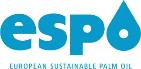 espo
EUROPEAN SUSTAINABLE PALM OIL